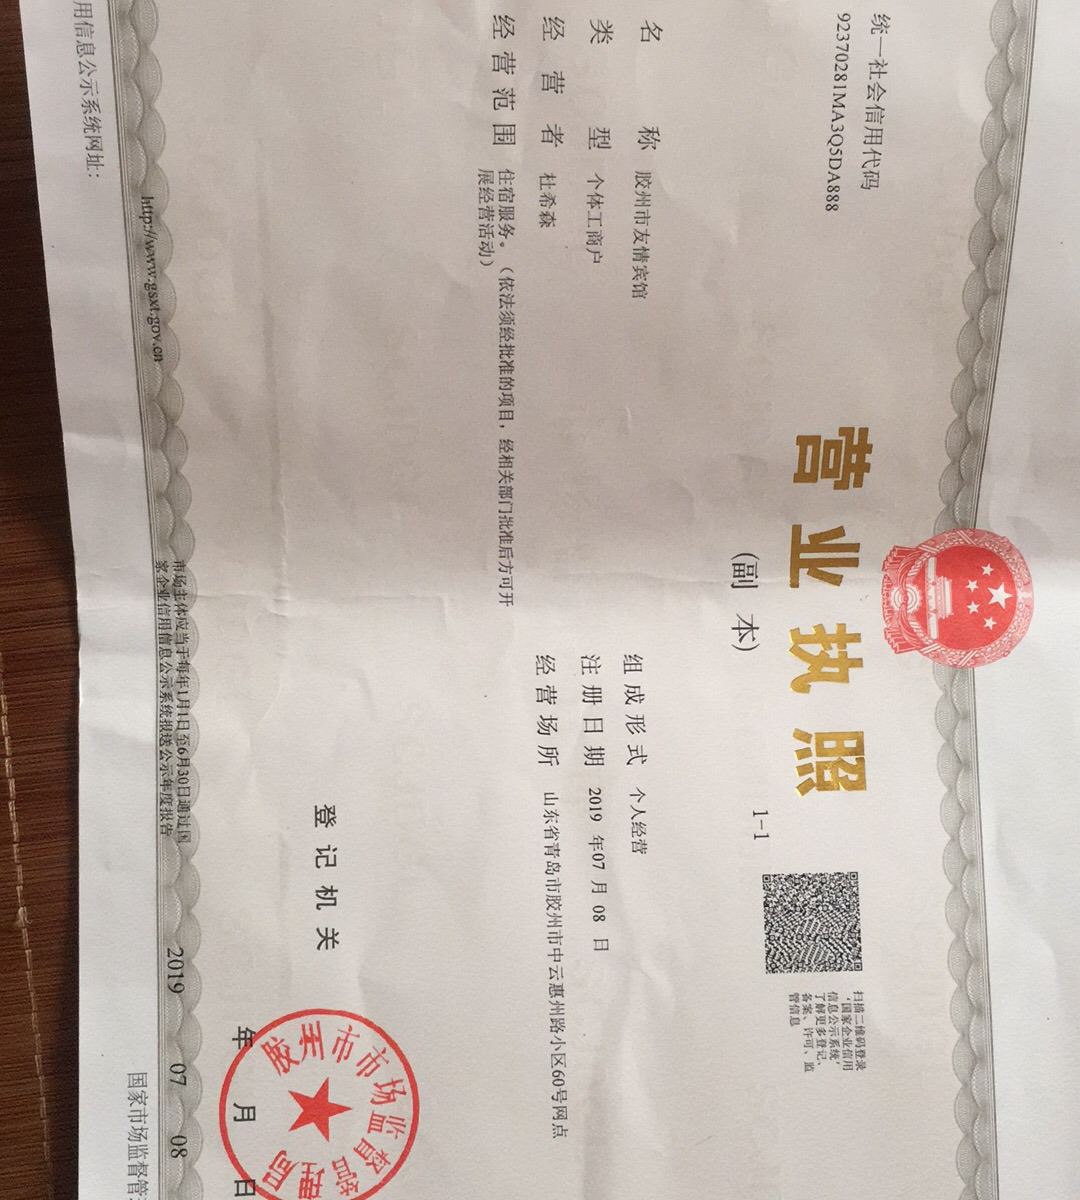 统一社会信用代码
92370281MA3Q5DA888
营业执照
(副 本)
1-1
扫描二维码登录
‘国家企业信用
信息公示系统’
了解更多登记、
备案、许可、监
管信息
名称 胶州市友情宾馆
类型 个体工商户
经营者 杜希森
经营范围 住宿服务。(依法须经批准的项目，经相关部门批准后方可开
展经营活动)
组成形式 个人经营
注册日期 2019 年07 月 08 日
经营场所 山东省青岛市胶州市中云惠州路小区60号网点
登记机关
胶州市市场监督管理局
年 月 日
2019 07 08
用信息公示系统网址：
http://www.gsxt.gov.cn
市场主体应当于每年1月1日至6月30日通过国
家企业信用信息公示系统报送公示年度报告
国家市场监督管